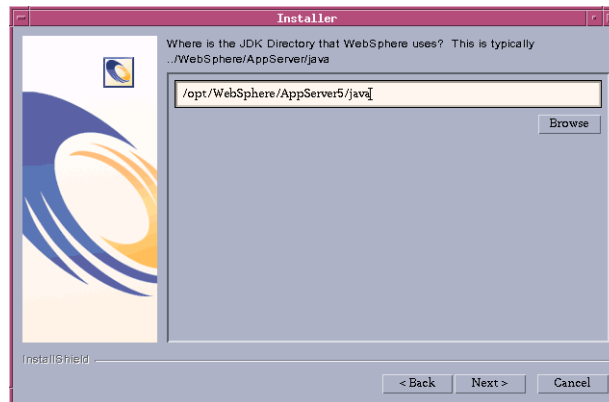 Installer
Where is the JDK Directory that WebSphere uses? This is typically
../WebSphere/AppServer/java
/opt/WebSphere/AppServer5/java
Browse
InstallShield
< Back
Next >
Cancel